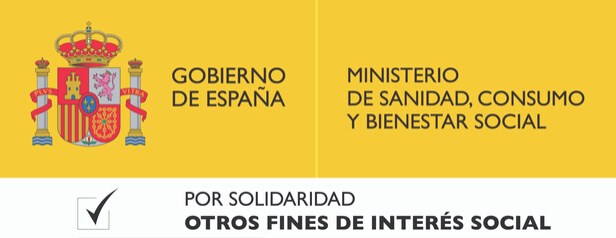 GOBIERNO
DE ESPAÑA
MINISTERIO
DE SANIDAD, CONSUMO
Y BIENESTAR SOCIAL
PLVS VLTRA
POR SOLIDARIDAD
OTROS FINES DE INTERÉS SOCIAL